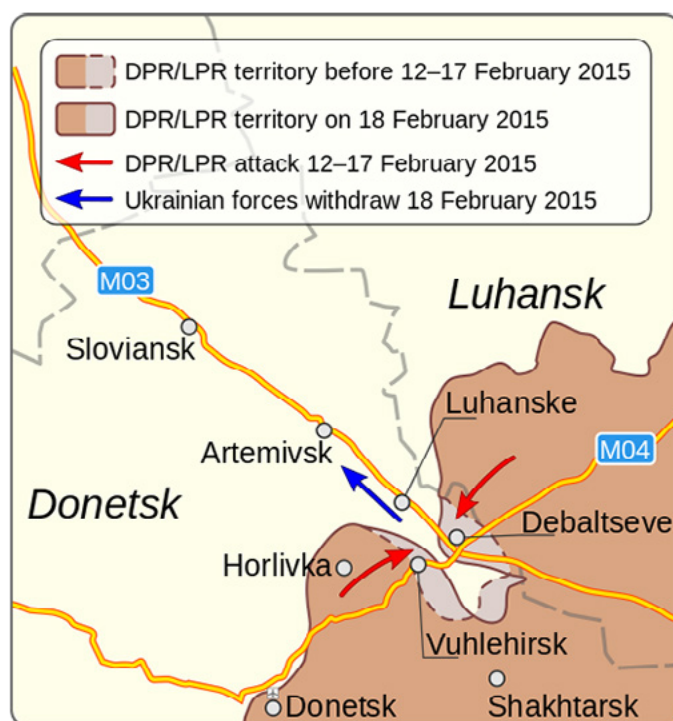 DPR/LPR territory before 12–17 February 2015
DPR/LPR territory on 18 February 2015
DPR/LPR attack 12–17 February 2015
Ukrainian forces withdraw 18 February 2015
M03
Luhansk
Sloviansk
Luhanske
Artemivsk
M04
Donetsk
Debaltseve
Horlivka
Vuhlehirsk
Donetsk
Shakhtarsk